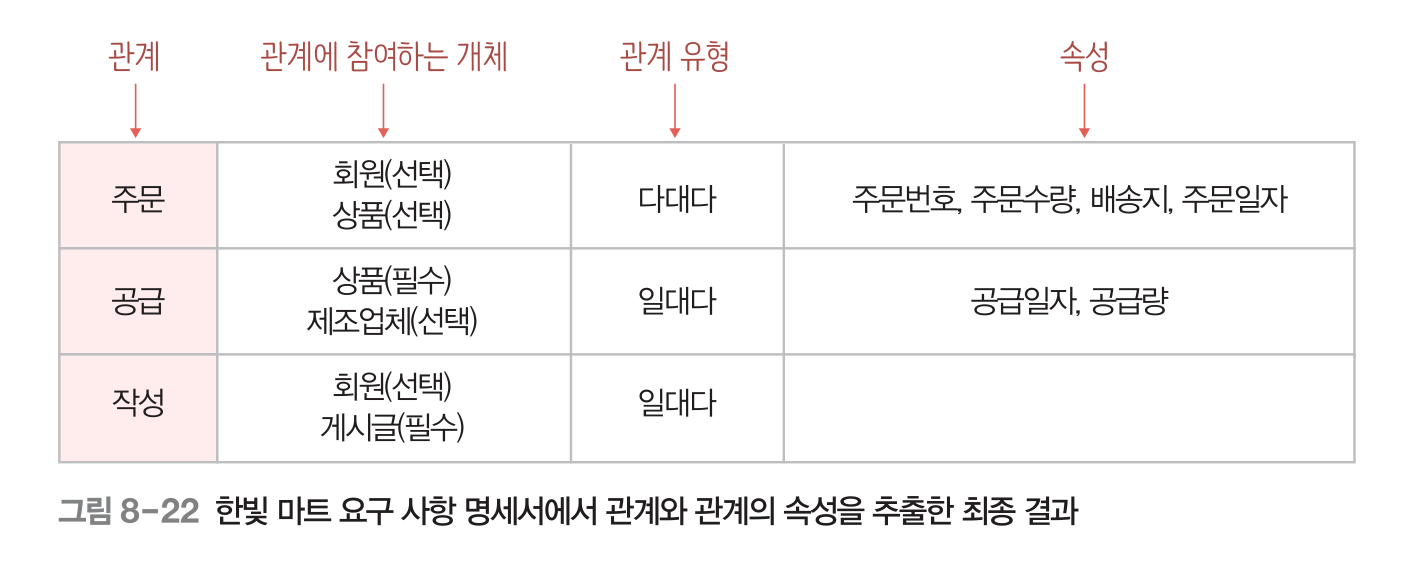 관계 관계에 참여하는 개체 관계 유형 속성
주문 회원(선택) 상품(선택) 다대다 주문번호, 주문수량, 배송지, 주문일자
공급 상품(필수) 제조업체(선택) 일대다 공급일자, 공급량
작성 회원(선택) 게시글(필수) 일대다
그림 8-22 한빛 마트 요구 사항 명세서에서 관계와 관계의 속성을 추출한 최종 결과